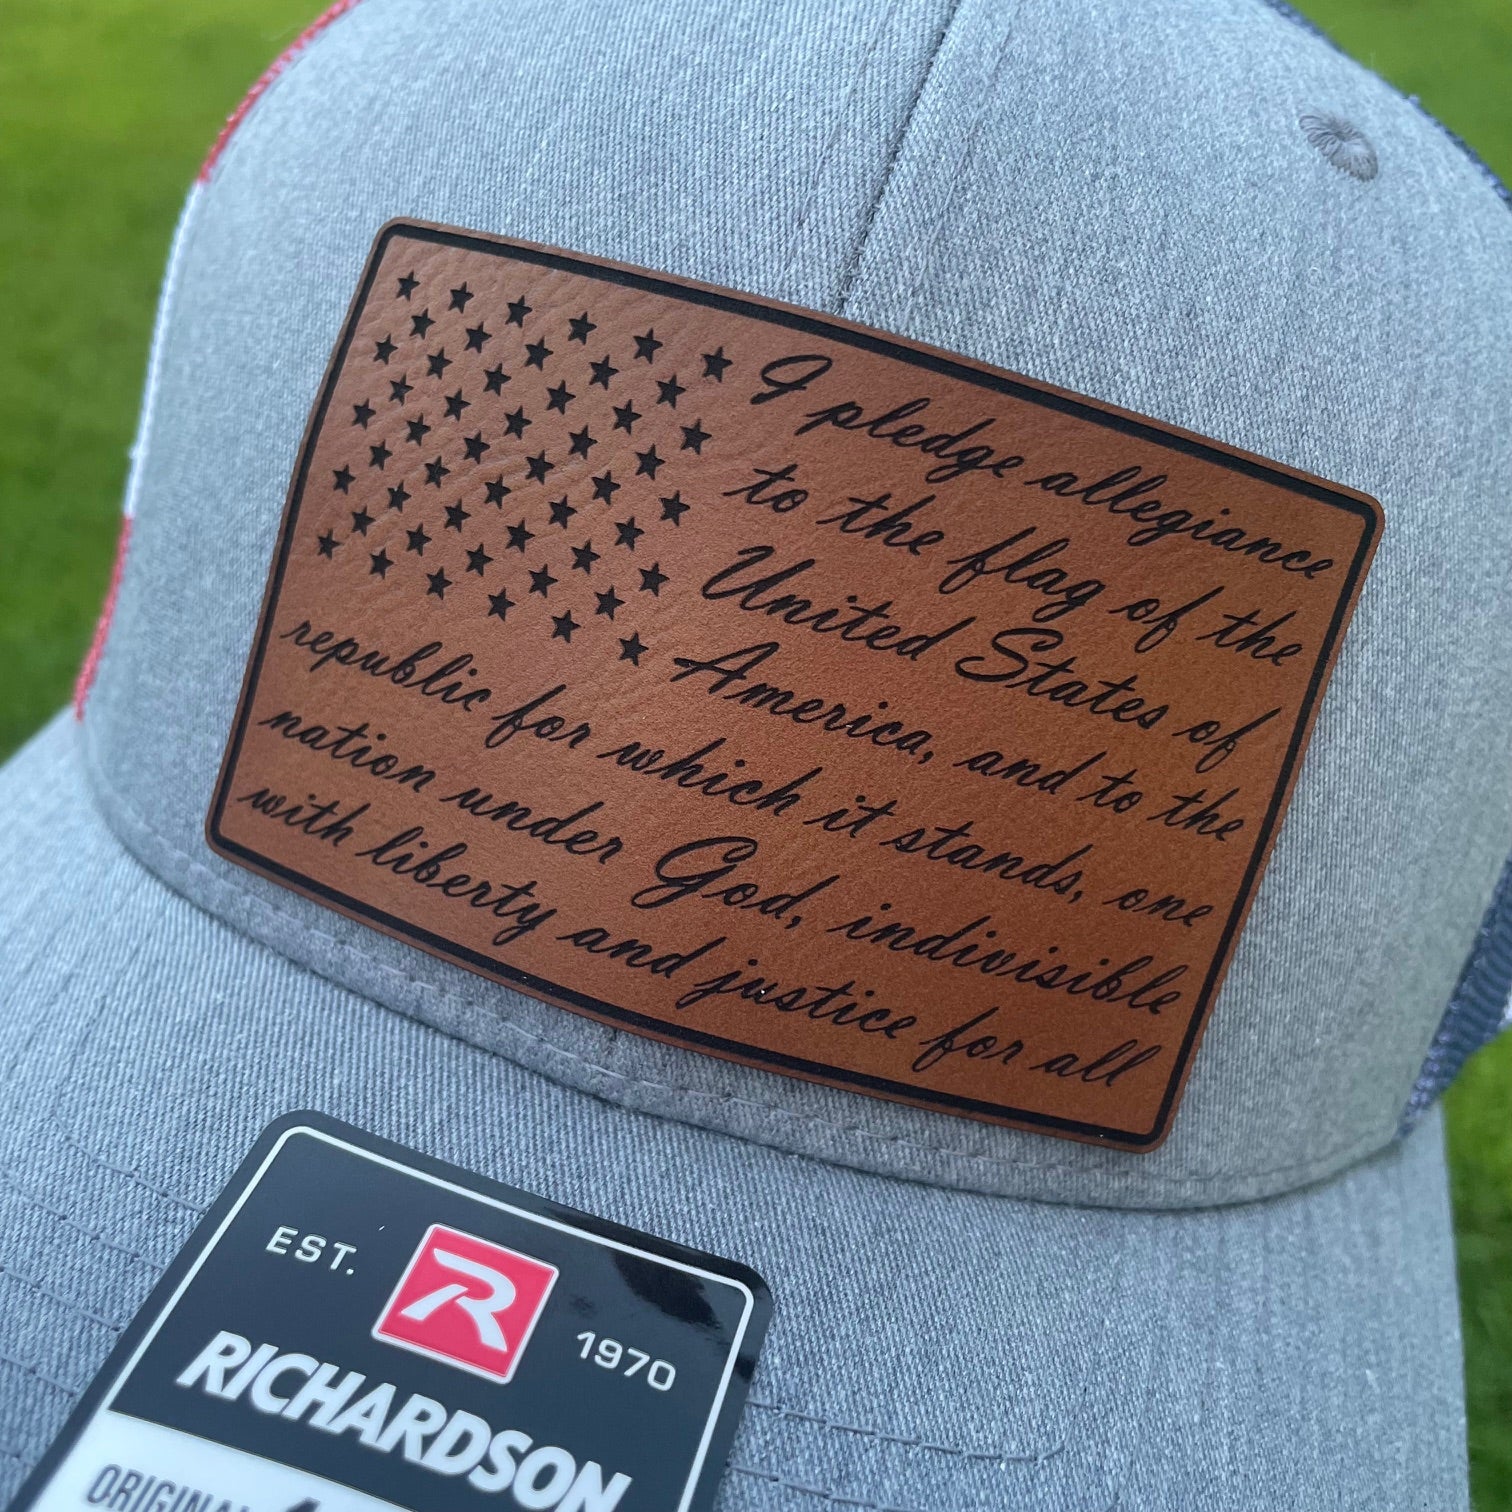 I pledge allegiance
to the flag of the
United States of
America, and to the
republic for which it stands, one
nation under God, indivisible
with liberty and justice for all
EST. R 1970
RICHARDSON
ORIGINAL